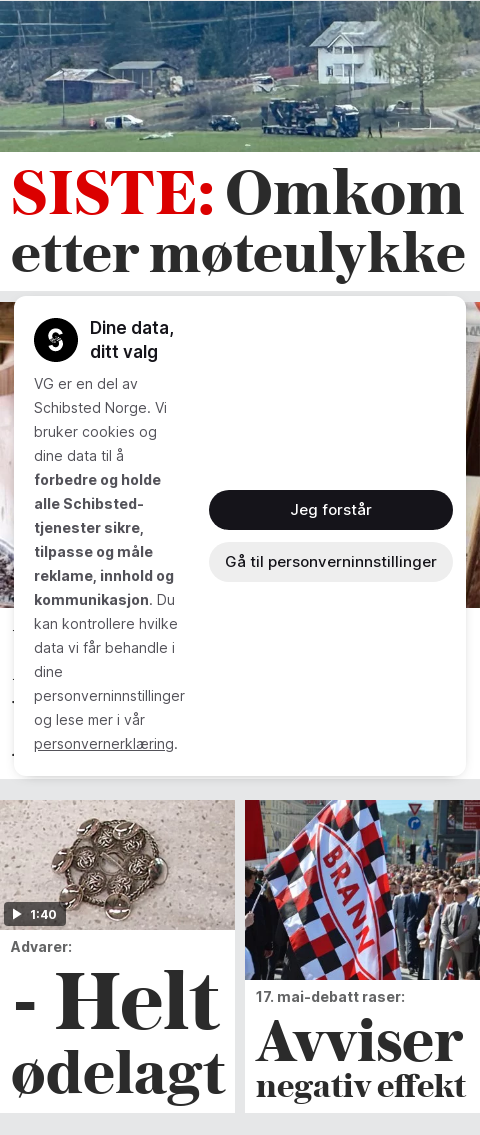 SISTE: Omkom
etter møteulykke
Dine data,
ditt valg
VG er en del av
Schibsted Norge. Vi
bruker cookies og
dine data til å
forbedre og holde
alle Schibsted-
tjenester sikre,
tilpasse og måle
reklame, innhold og
kommunikasjon. Du
kan kontrollere hvilke
data vi får behandle i
dine
personverninnstillinger
og lese mer i vår
personvernerklæring.
Jeg forstår
Gå til personverninnstillinger
1:40
Advarer:
- Helt
ødelagt
BRANN
17. mai-debatt raser:
Avviser
negativ effekt